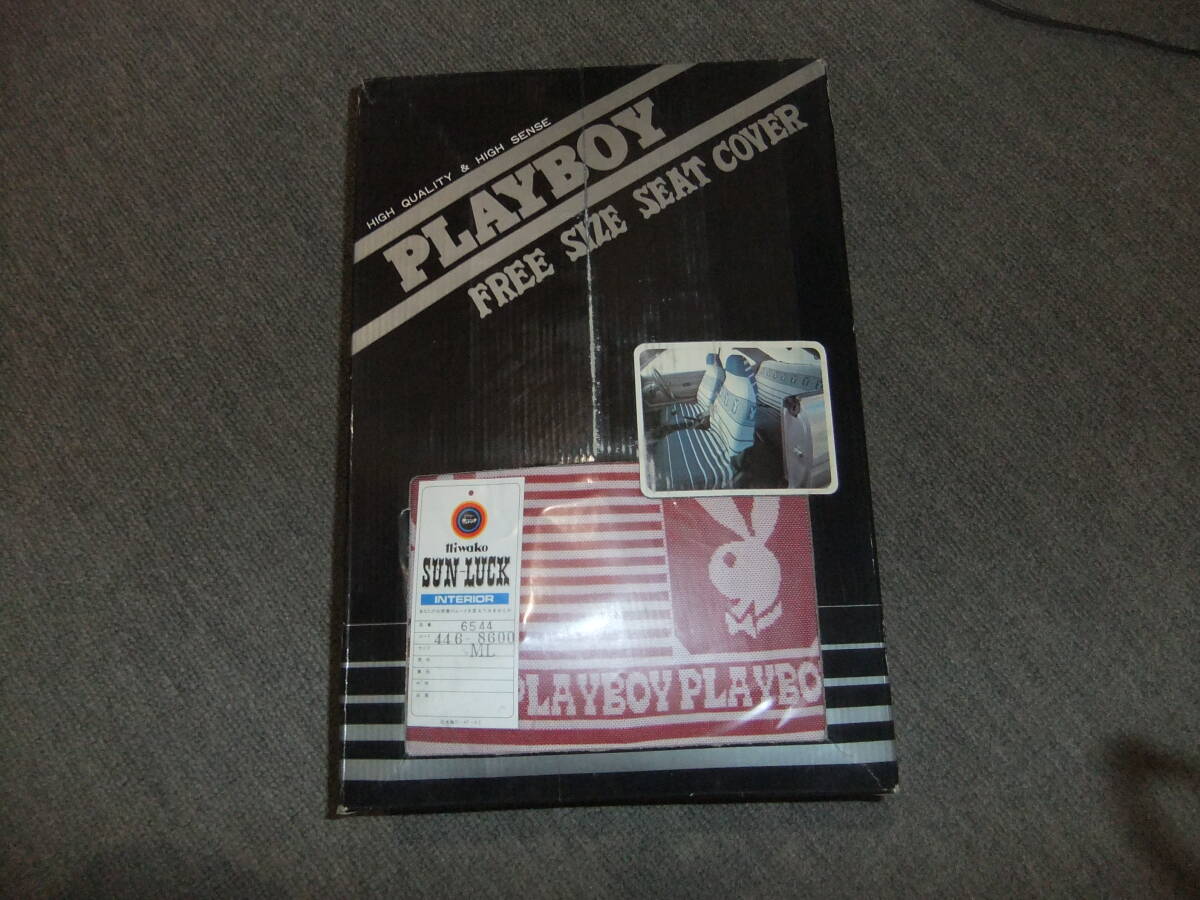 HIGH QUALITY & HIGH SENSE
PLAYBOY
FREE SIZE SEAT COVER
Hiwako
SUN-LUCK
INTERIOR
6544
446-8600
-ML
PLAYBOY PLAYBO